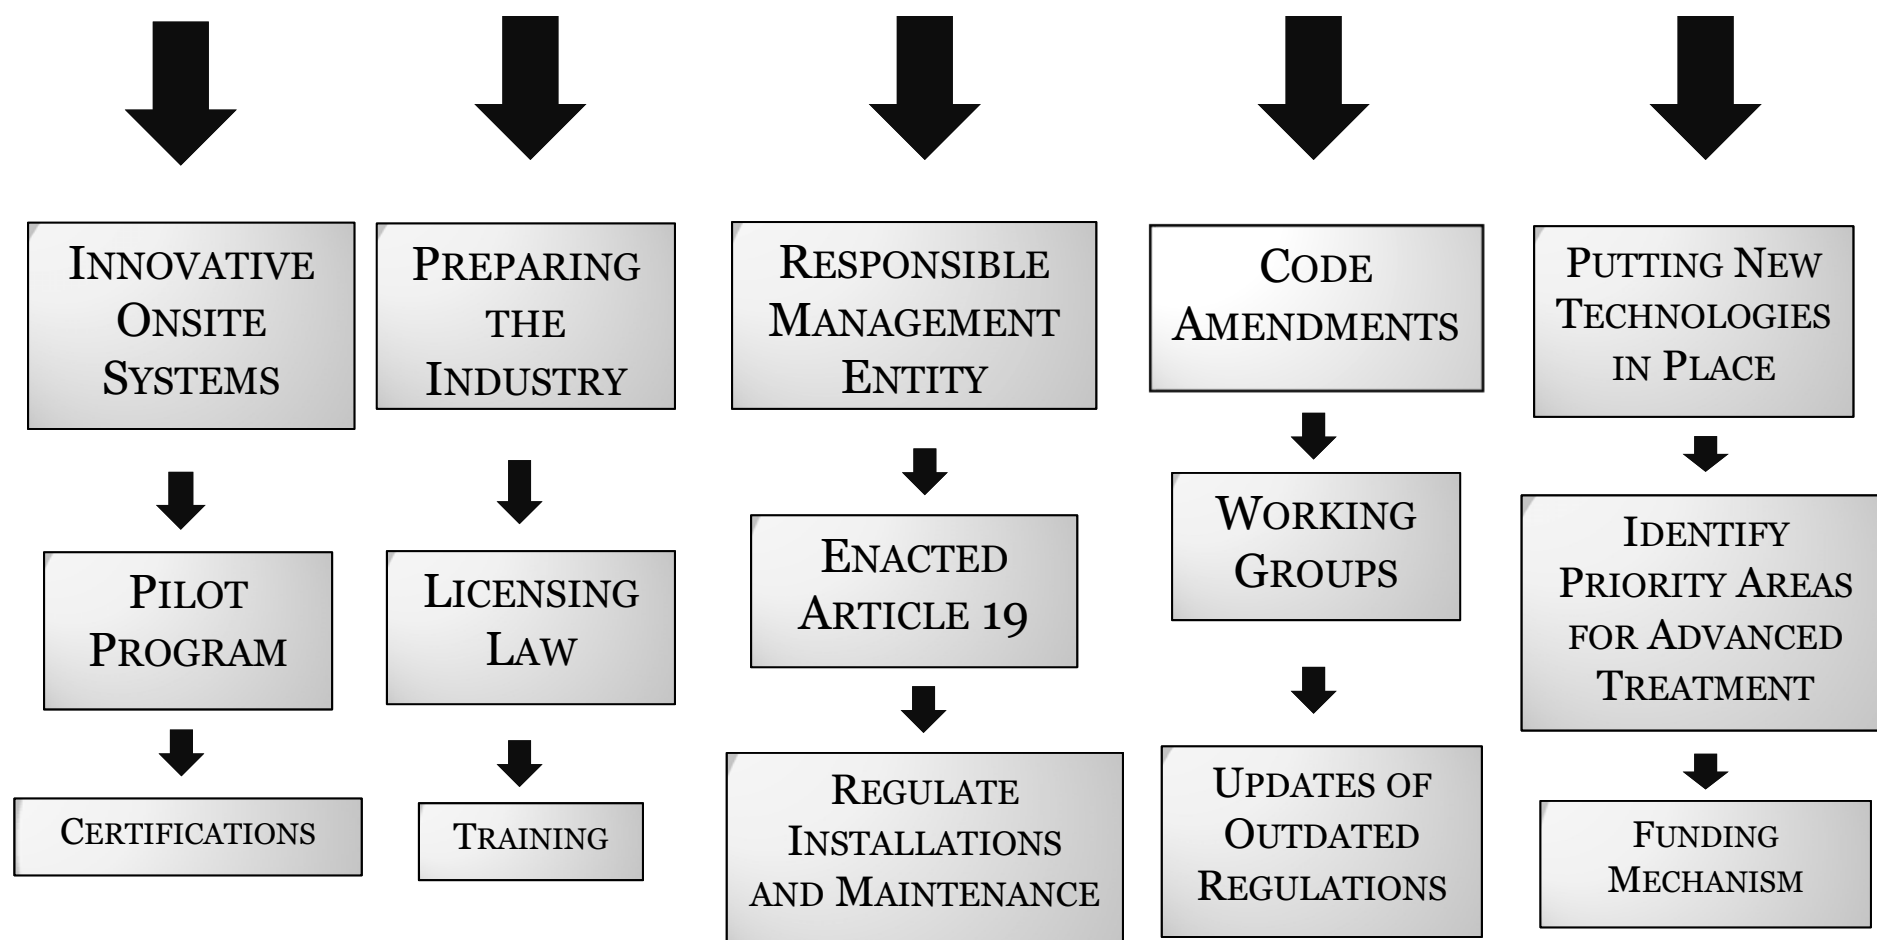 Innovative
Onsite
Systems
Preparing
the
Industry
Responsible
Management
Entity
Code
Amendments
Putting New
Technologies
in Place
Pilot
Program
Licensing
Law
Enacted
Article 19
Working
Groups
Identify
Priority Areas
for Advanced
Treatment
Certifications
Training
Regulate
Installations
and Maintenance
Updates of
Outdated
Regulations
Funding
Mechanism